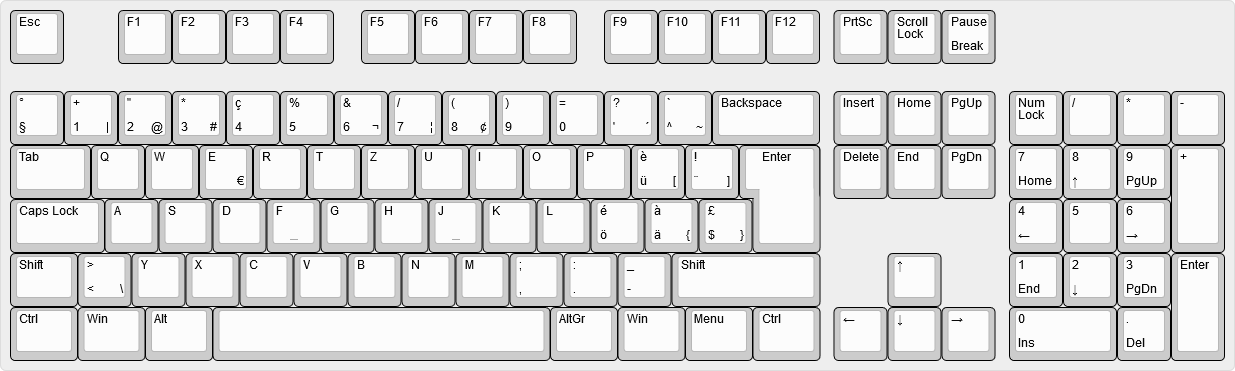 Esc F1 F2 F3 F4 F5 F6 F7 F8 F9 F10 F11 F12 PrtSc Scroll Pause
Lock
Break
° + " * ç % & / ( ) = ? ` Backspace Insert Home PgUp Num / * -
Lock
§ 1 | 2 @ 3 # 4 5 6 ¬ 7 ¦ 8 ¢ 9 0 ' ´ ^ ~
Tab Q W E R T Z U I O P è ! Enter Delete End PgDn 7 8 9 +
€ ü [ ¨ ] Home ↑ PgUp
Caps Lock A S D F G H J K L é à £ 4 5 6
_ _ ö ä { $ } ← →
Shift > Y X C V B N M ; : _ Shift ↑ 1 2 3 Enter
< \ , . - End ↓ PgDn
Ctrl Win Alt AltGr Win Menu Ctrl ← ↓ → 0 .
Ins Del